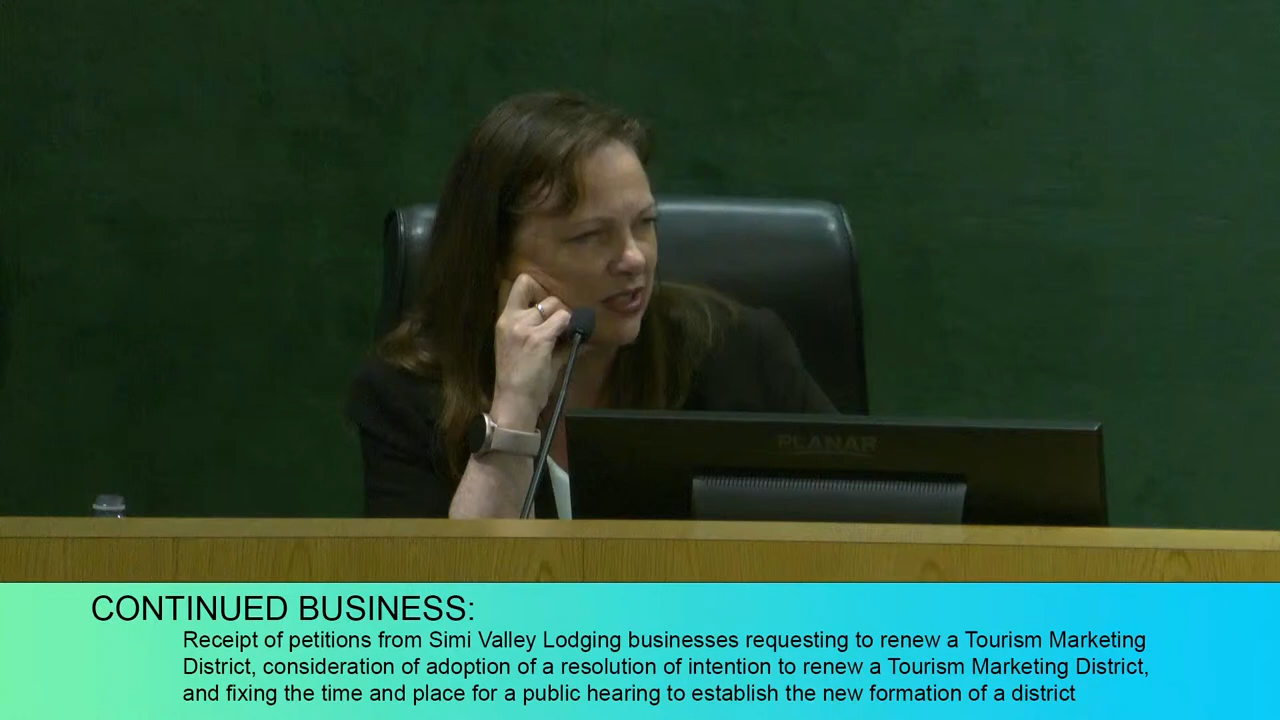 PLANAR
CONTINUED BUSINESS:
Receipt of petitions from Simi Valley Lodging businesses requesting to renew a Tourism Marketing
District, consideration of adoption of a resolution of intention to renew a Tourism Marketing District,
and fixing the time and place for a public hearing to establish the new formation of a district